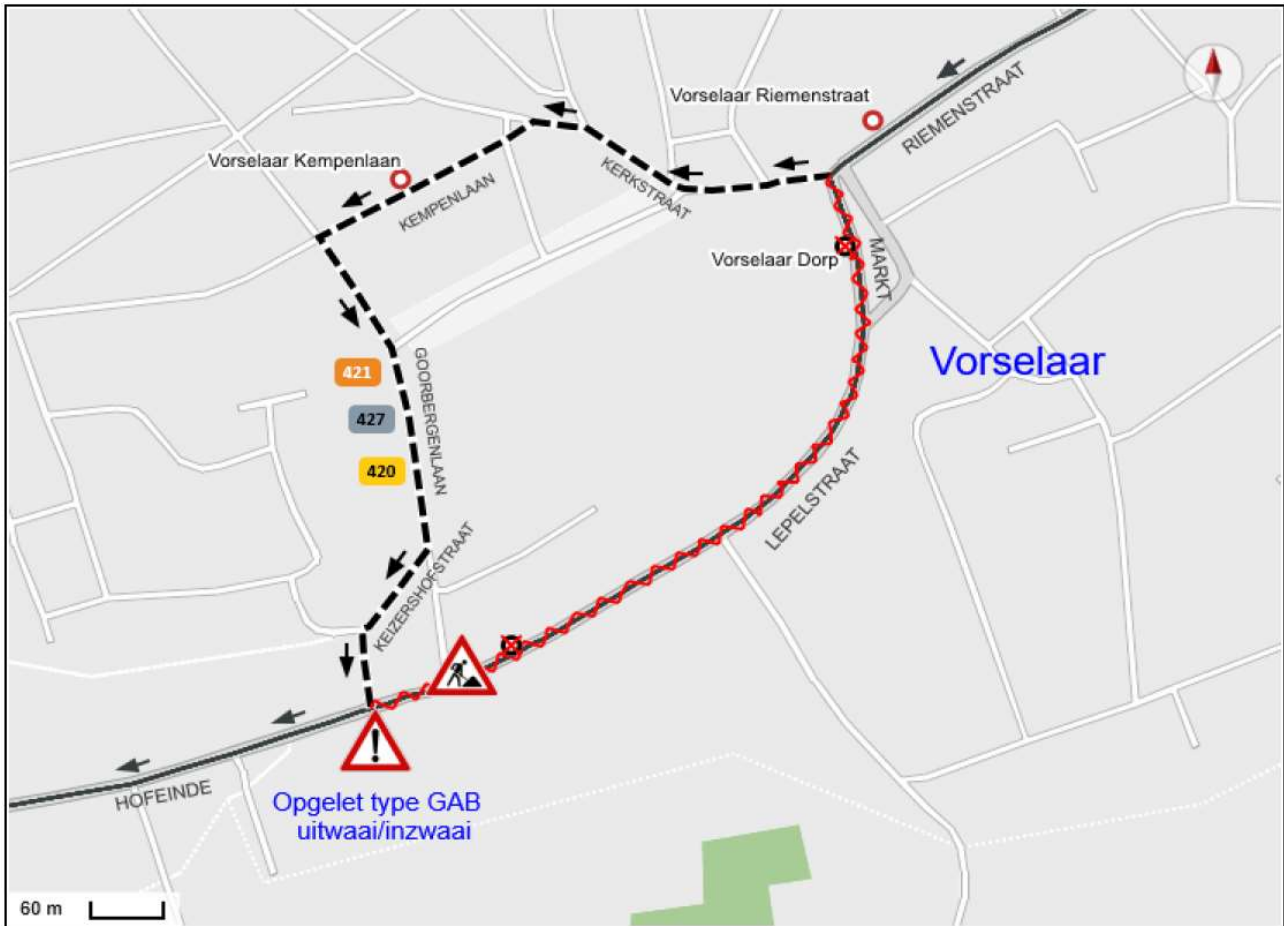 Vorselaar Riemenstraat
RIEMENSTRAAT
Vorselaar Kempenlaan
KEMPENLAAN
KERKSTRAAT
Vorselaar Dorp
MARKT
Vorselaar
421
427
420
GOORBERGENLAAN
LEPELSTRAAT
KEIZERSHOFSTRAAT
!
HOFEINDE
Opgelet type GAB
uitwaai/inzwaai
60 m